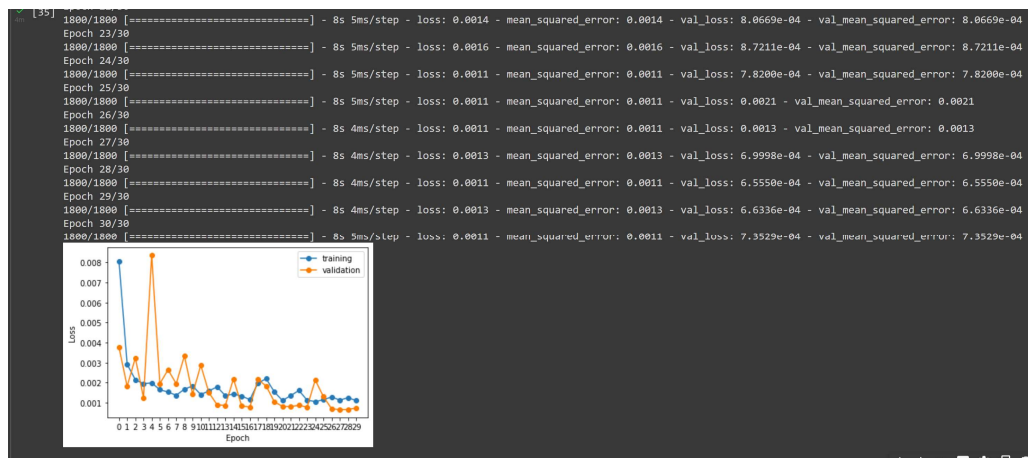 [35]
4m
1800/1800 [==============================] - 8s 5ms/step - loss: 0.0014 - mean_squared_error: 0.0014 - val_loss: 8.0669e-04 - val_mean_squared_error: 8.0669e-04
Epoch 23/30
1800/1800 [==============================] - 8s 5ms/step - loss: 0.0016 - mean_squared_error: 0.0016 - val_loss: 8.7211e-04 - val_mean_squared_error: 8.7211e-04
Epoch 24/30
1800/1800 [==============================] - 8s 5ms/step - loss: 0.0011 - mean_squared_error: 0.0011 - val_loss: 7.8200e-04 - val_mean_squared_error: 7.8200e-04
Epoch 25/30
1800/1800 [==============================] - 8s 5ms/step - loss: 0.0011 - mean_squared_error: 0.0011 - val_loss: 0.0021 - val_mean_squared_error: 0.0021
Epoch 26/30
1800/1800 [==============================] - 8s 4ms/step - loss: 0.0011 - mean_squared_error: 0.0011 - val_loss: 0.0013 - val_mean_squared_error: 0.0013
Epoch 27/30
1800/1800 [==============================] - 8s 4ms/step - loss: 0.0013 - mean_squared_error: 0.0013 - val_loss: 6.9998e-04 - val_mean_squared_error: 6.9998e-04
Epoch 28/30
1800/1800 [==============================] - 8s 4ms/step - loss: 0.0011 - mean_squared_error: 0.0011 - val_loss: 6.5550e-04 - val_mean_squared_error: 6.5550e-04
Epoch 29/30
1800/1800 [==============================] - 8s 4ms/step - loss: 0.0013 - mean_squared_error: 0.0013 - val_loss: 6.6336e-04 - val_mean_squared_error: 6.6336e-04
Epoch 30/30
1800/1800 [==============================] - 8s 5ms/step - loss: 0.0011 - mean_squared_error: 0.0011 - val_loss: 7.3529e-04 - val_mean_squared_error: 7.3529e-04
training
validation
0.008
0.007
0.006
0.005
0.004
0.003
0.002
0.001
Loss
0 1 2 3 4 5 6 7 8 9 10 11 12 13 14 15 16 17 18 19 20 21 22 23 24 25 26 27 28 29
Epoch